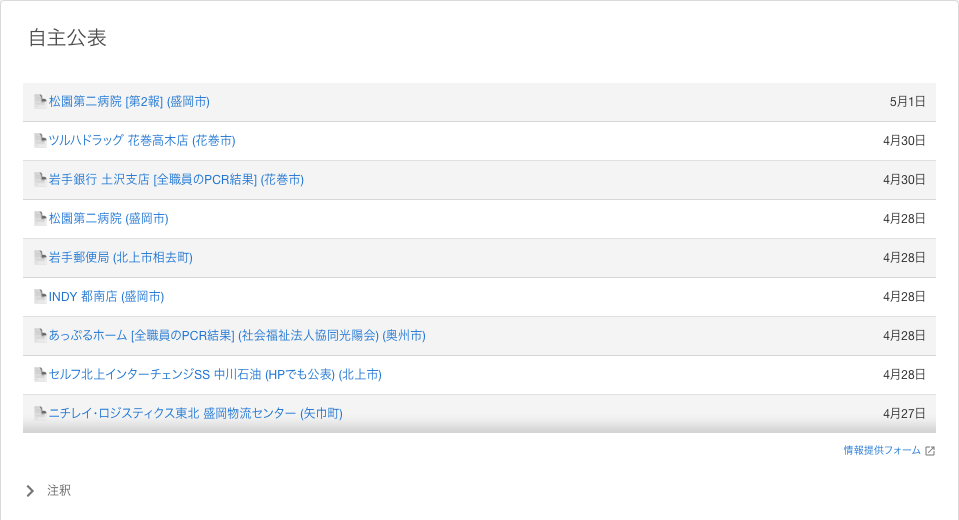 自主公表
松園第二病院 [第2報] (盛岡市) 5月1日
ツルハドラッグ 花巻高木店 (花巻市) 4月30日
岩手銀行 土沢支店 [全職員のPCR結果] (花巻市) 4月30日
松園第二病院 (盛岡市) 4月28日
岩手郵便局 (北上市相去町) 4月28日
INDY 都南店 (盛岡市) 4月28日
あっぷるホーム [全職員のPCR結果] (社会福祉法人協同光陽会) (奥州市) 4月28日
セルフ北上インターチェンジSS 中川石油 (HPでも公表) (北上市) 4月28日
ニチレイ･ロジスティクス東北 盛岡物流センター (矢巾町) 4月27日
情報提供フォーム
注釈